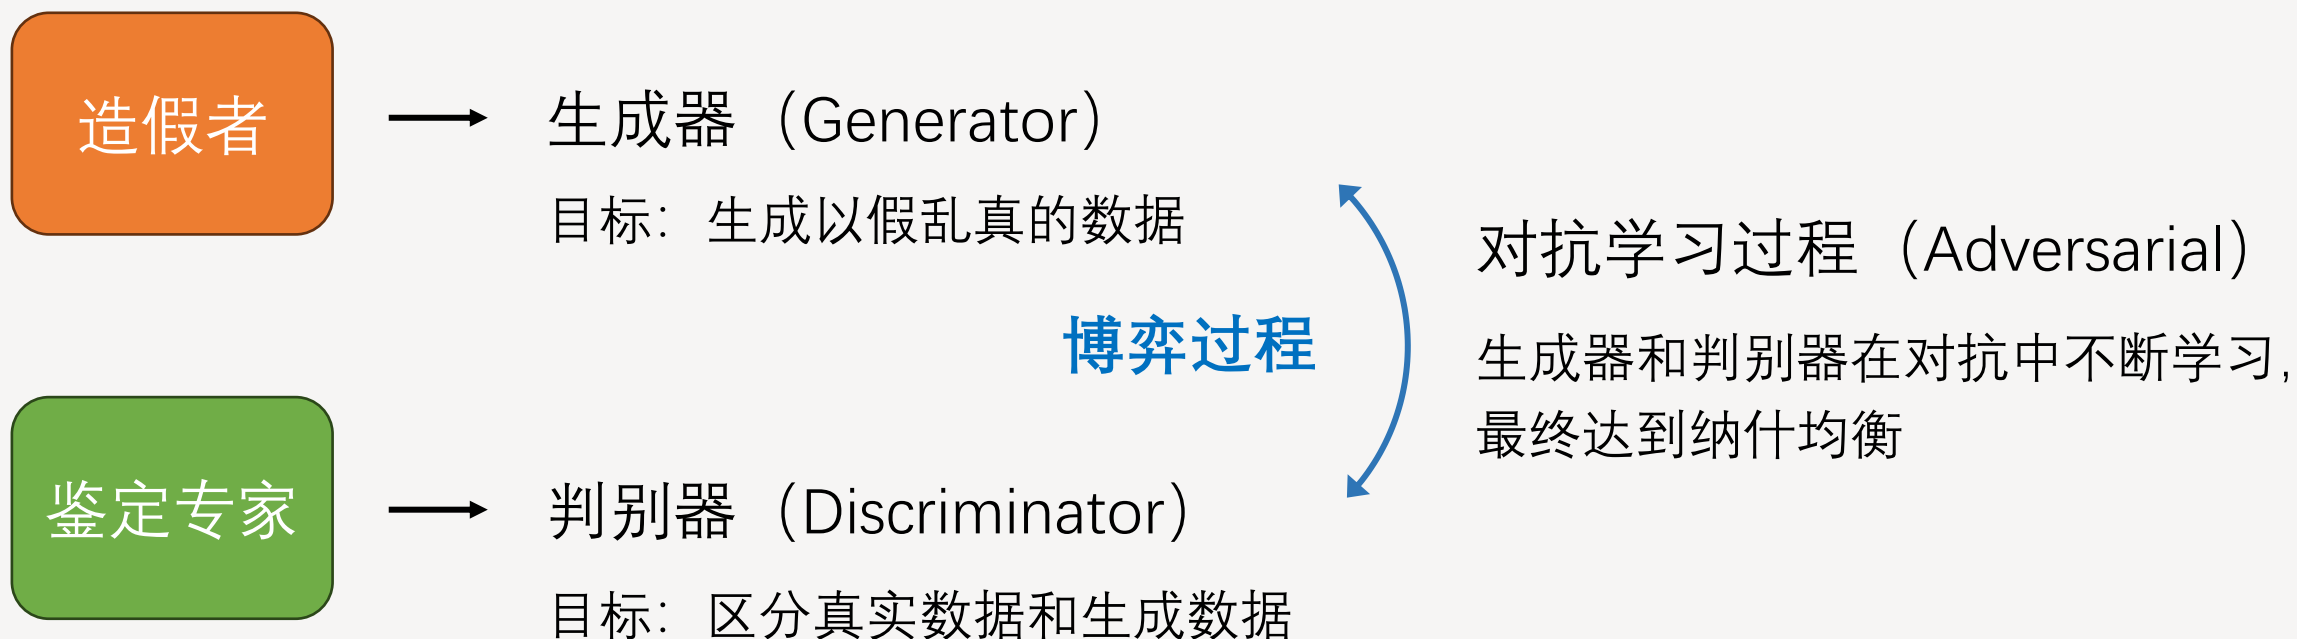 造假者
生成器（Generator）
目标：生成以假乱真的数据
博弈过程
对抗学习过程（Adversarial）
生成器和判别器在对抗中不断学习，
最终达到纳什均衡
鉴定专家
判别器（Discriminator）
目标：区分真实数据和生成数据